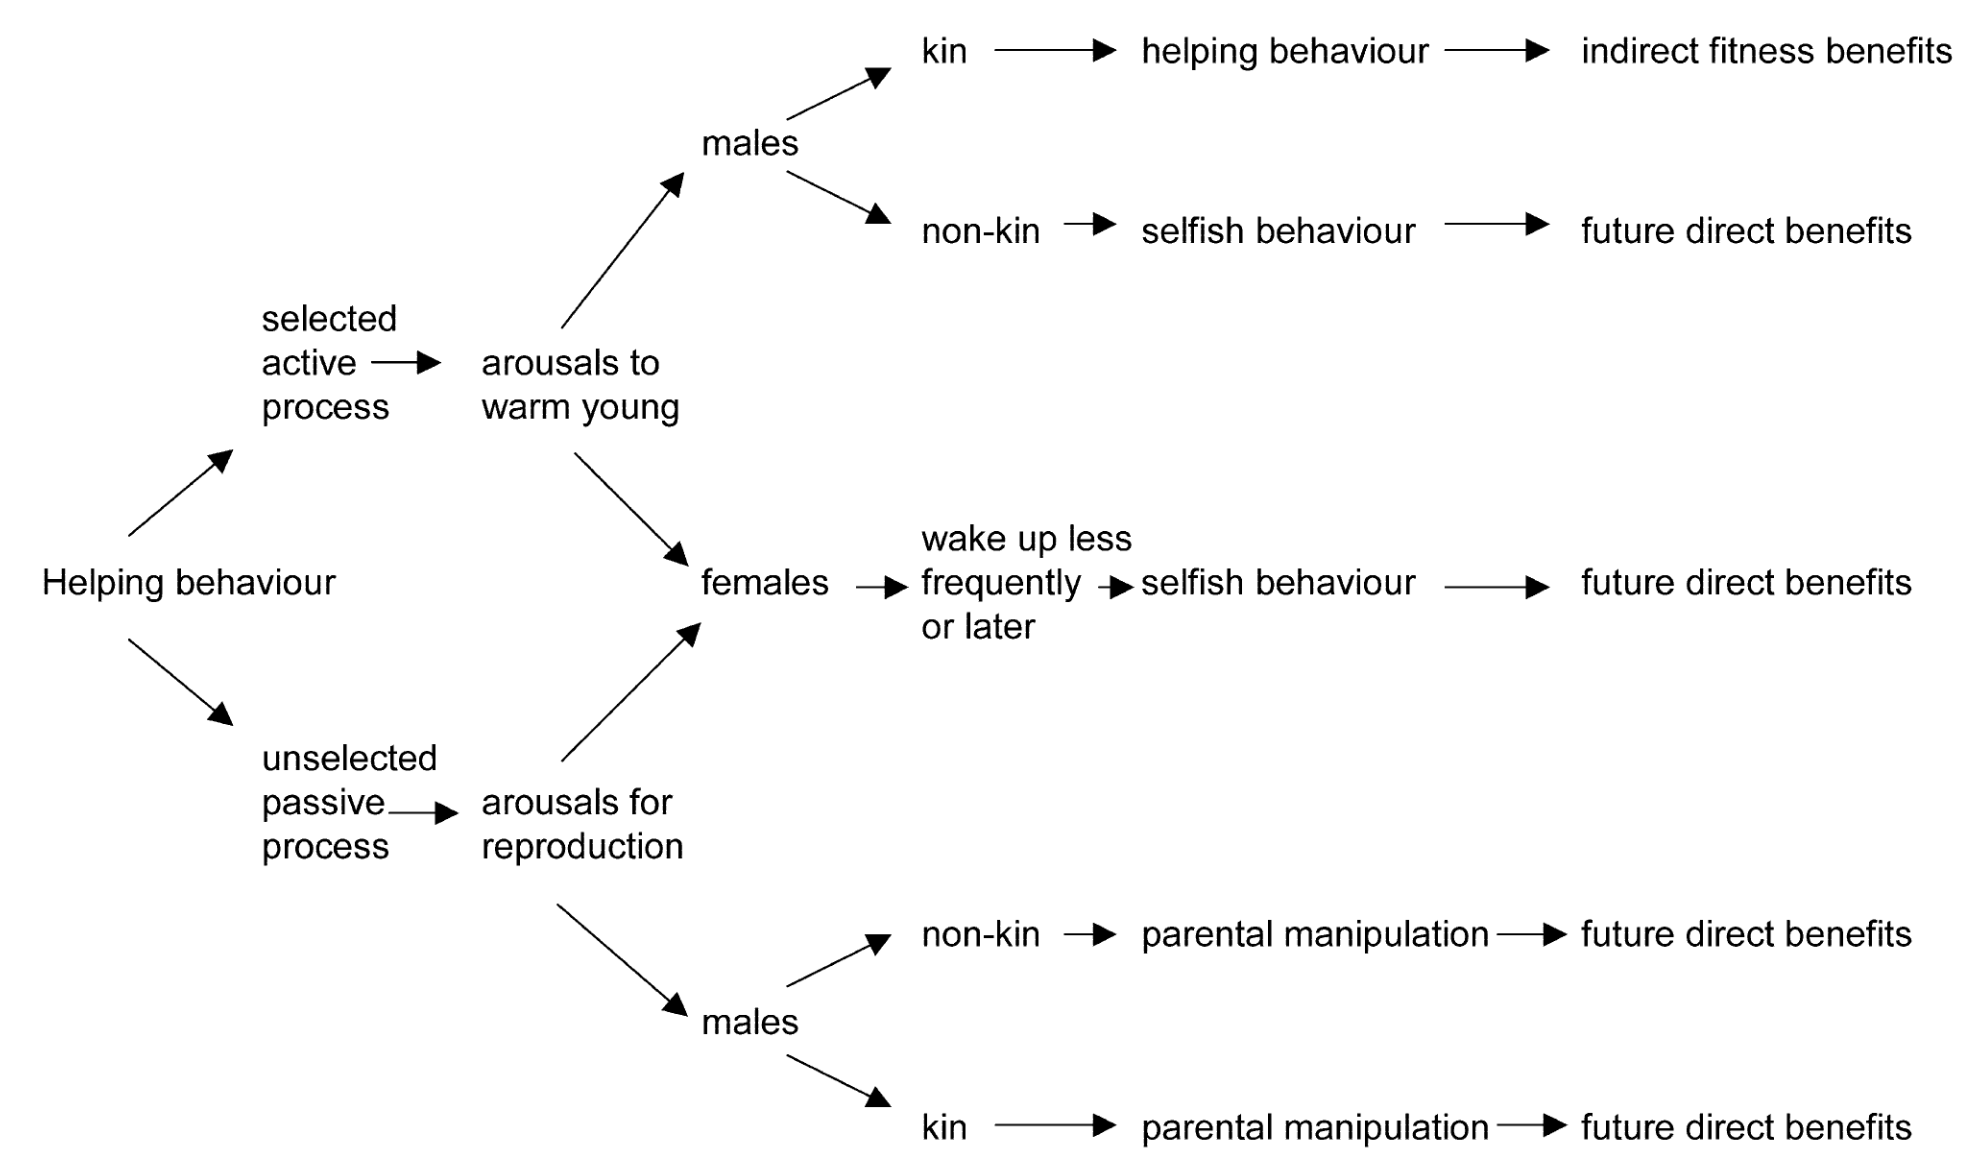 kin
helping behaviour
indirect fitness benefits
males
non-kin
selfish behaviour
future direct benefits
selected
active
process
arousals to
warm young
Helping behaviour
females
wake up less
frequently
or later
selfish behaviour
future direct benefits
unselected
passive
process
arousals for
reproduction
non-kin
parental manipulation
future direct benefits
males
kin
parental manipulation
future direct benefits